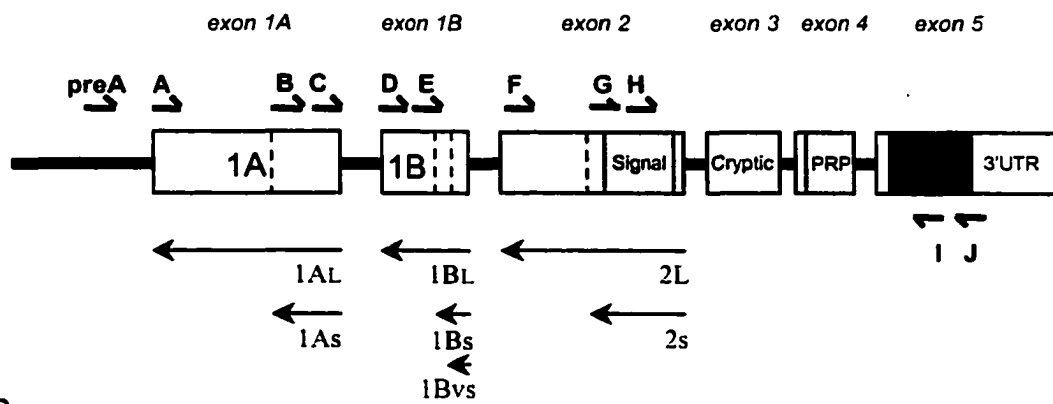 exon 1A exon 1B exon 2 exon 3 exon 4 exon 5
preA A B C D E F G H
1A 1B Signal Cryptic PRP 3'UTR
I J
1AL 1BL 2L
1As 1Bs 2s
1Bvs